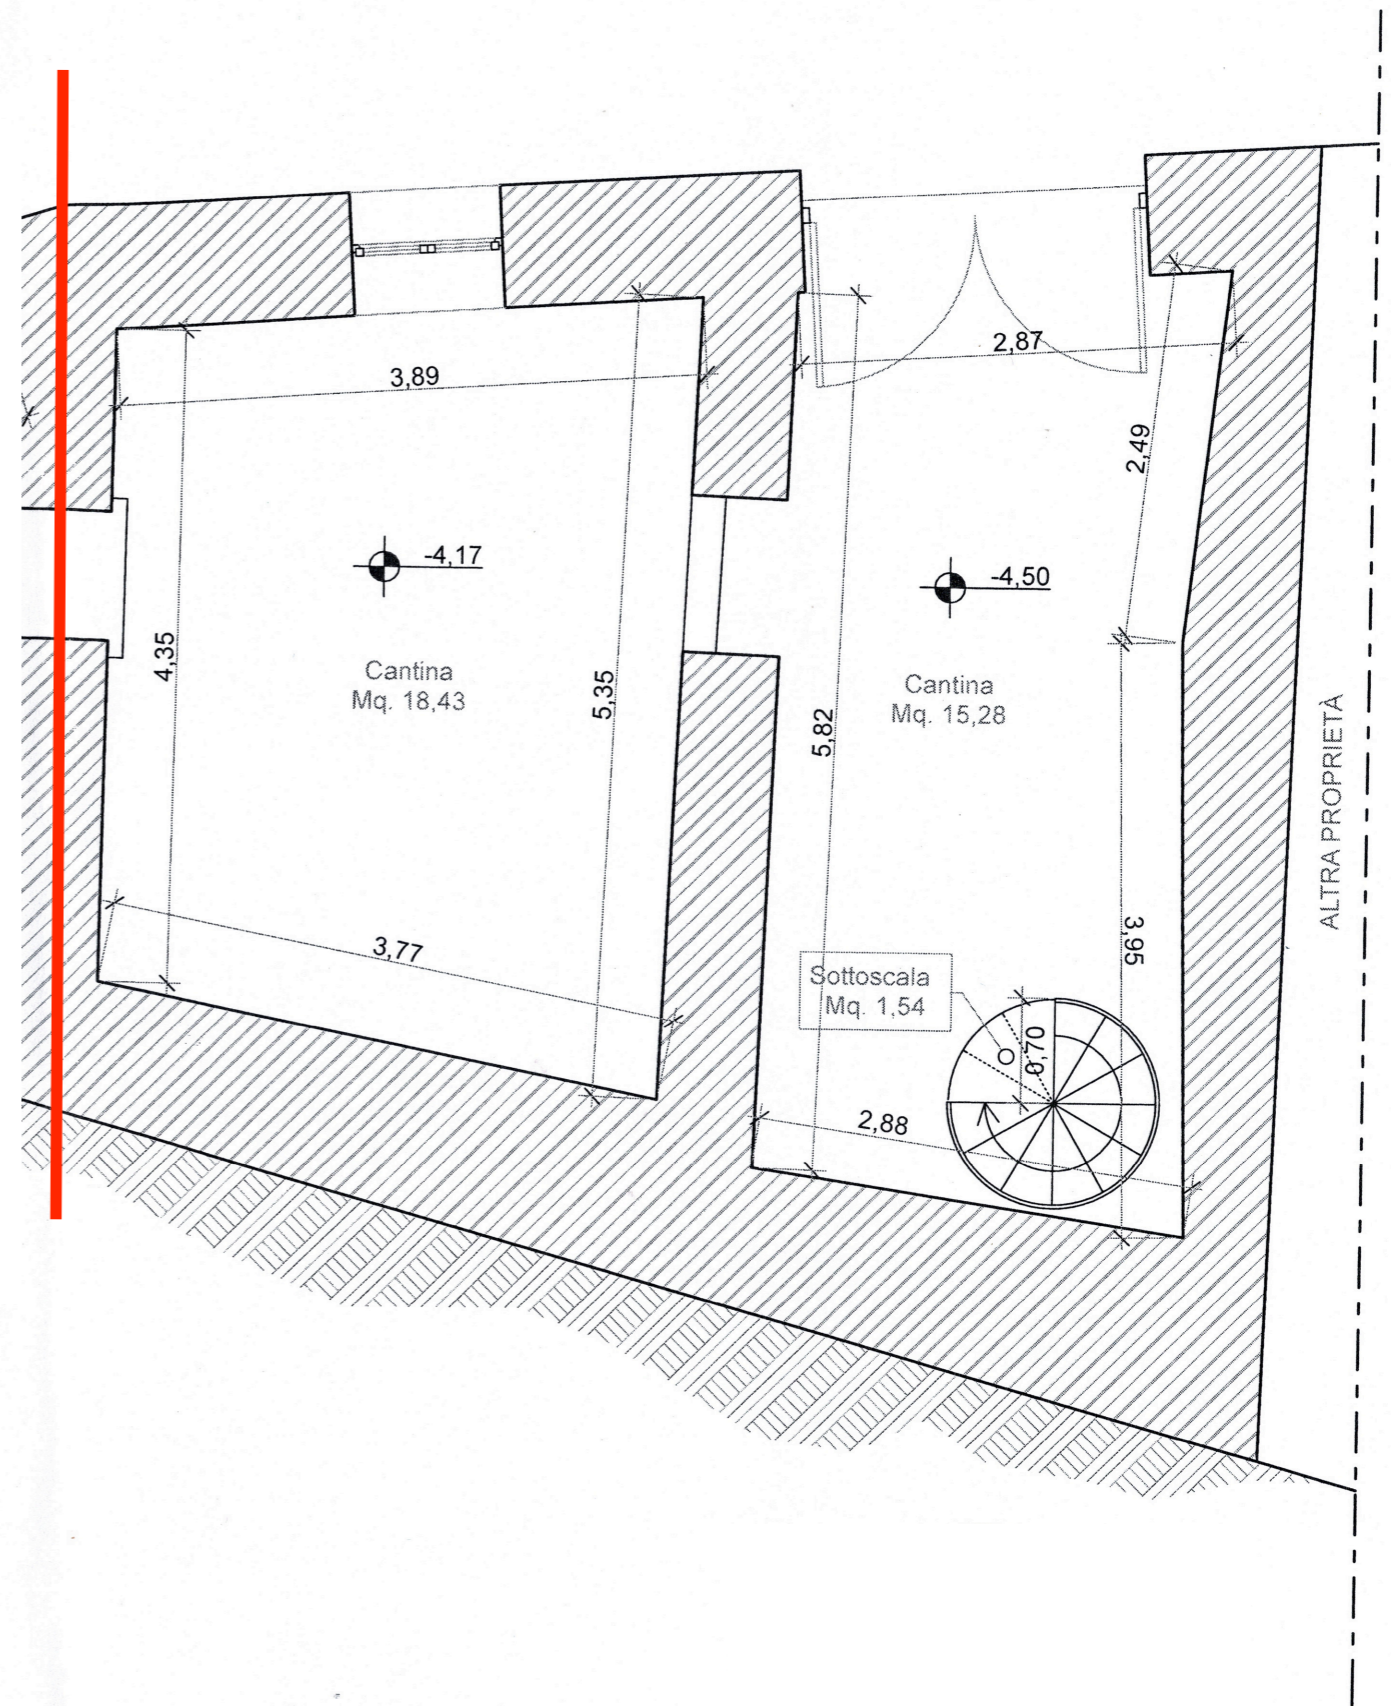 2,87
3,89
2,49
-4,17
-4,50
4,35
Cantina
Mq. 18,43
5,35
Cantina
Mq. 15,28
5,82
ALTRA PROPRIETÀ
3,77
3,95
Sottoscala
Mq. 1,54
0,70
2,88